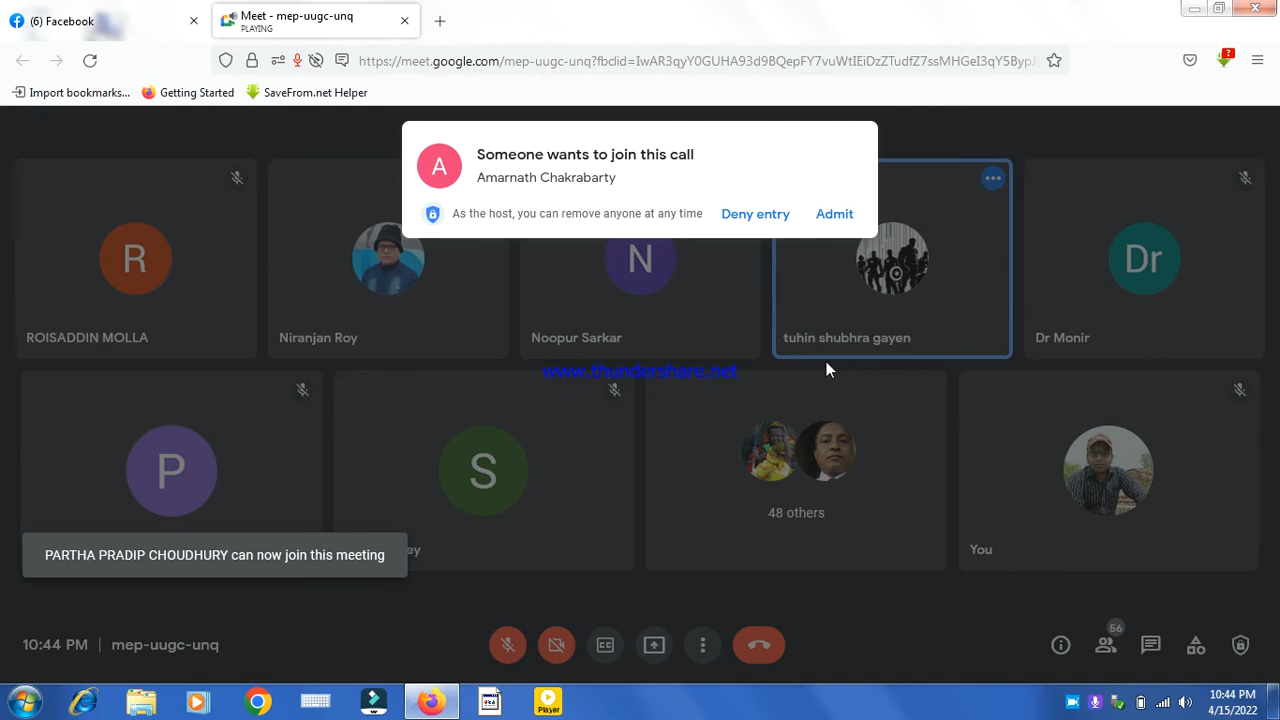 (6) Facebook
Meet - mep-uugc-unq
PLAYING
https://meet.google.com/mep-uugc-unq?fbclid=IwAR3qyY0GUHA93d9BQepFY7vuWtIEiDzZTudfZ7ssMHGeI3qY5BypJ
Import bookmarks...
Getting Started
SaveFrom.net Helper
A
Someone wants to join this call
Amarnath Chakrabarty
As the host, you can remove anyone at any time
Deny entry
Admit
R
ROISADDIN MOLLA
Niranjan Roy
N
Noopur Sarkar
tuhin shubhra gayen
Dr
Dr Monir
www.thundershare.net
P
S
ey
48 others
You
PARTHA PRADIP CHOUDHURY can now join this meeting
10:44 PM | mep-uugc-unq
56
Player
10:44 PM
4/15/2022